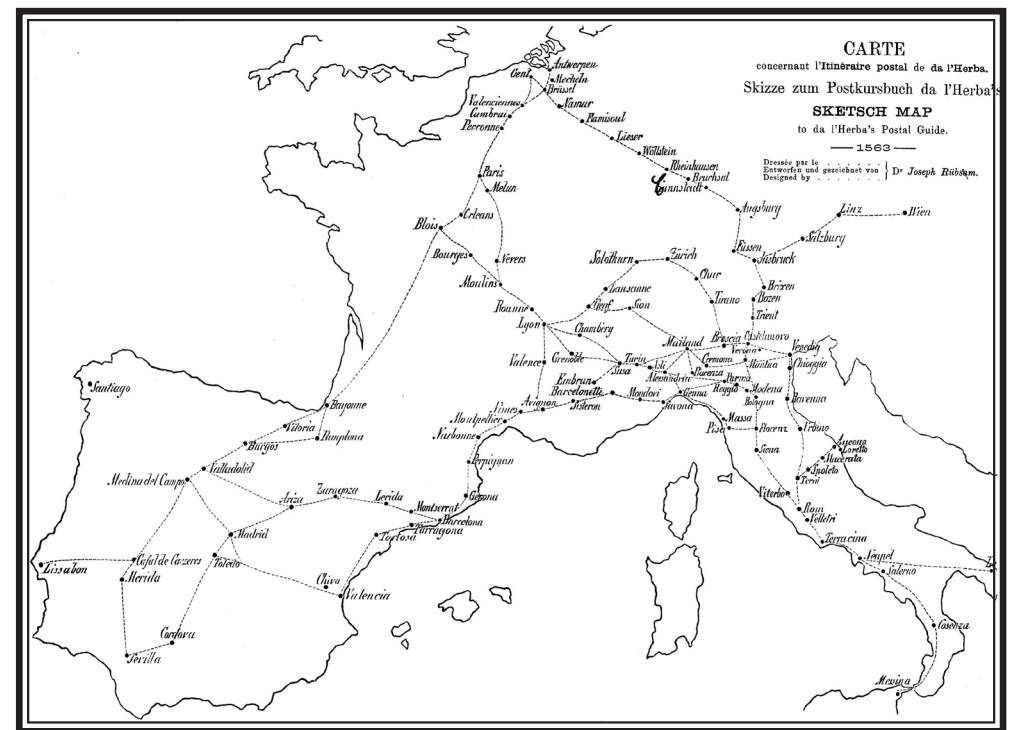 CARTE
concernant l'Itinéraire postal de da l'Herba.
Skizze zum Postkursbuch da l'Herba's
SKETSCH MAP
to da l'Herba's Postal Guide.
1563
Dressée par le . . . . . . .
Entworfen und gezeichnet von
Designed by . . . . . . .
Dr Joseph Rübsam.
Antwerpen
Gent
Mecheln
Brüssel
Valenciennes
Namur
Cambrai
Flamisoul
Peronne
Lieser
Wöllstein
Paris
Rheinhausen
Bruchsal
Cannstadt
Melun
Augsburg
Linz
Wien
Orleans
Blois
Salzburg
Füssen
Insbruck
Bourges
Nevers
Solothurn
Zürich
Moulins
Chur
Brixen
Lausanne
Bozen
Tirano
Rounne
Genf
Sion
Trient
Lyon
Chambéry
Mailand
Brescia
Castelnuovo
Verona
Venedig
Valence
Grenoble
Turin
Asti
Cremona
Mantua
Chioggia
Susa
Alessandria
Piacenza
Parma
Embrun
Reggio
Modena
Barcelonette
Mondovi
Genua
Bologna
Ravenna
Santiago
Bayonne
Nimes
Avignon
Sisteron
Savona
Montpellier
Massa
Vitoria
Pisa
Florenz
Urbino
Pamplona
Narbonne
Burgos
Ancona
Loretto
Siena
Macerata
Perpignan
Valladolid
Spoleto
Medina del Campo
Terni
Zaragoza
Gerona
Viterbo
Ariza
Lerida
Montserrat
Rom
Barcelona
Velletri
Tarragona
Madrid
Tortosa
Terracina
Casal de Cazeres
Toledo
Neapel
Lissabon
Salerno
Merida
Chiva
Valencia
Cordova
Cosenza
Sevilla
Messina